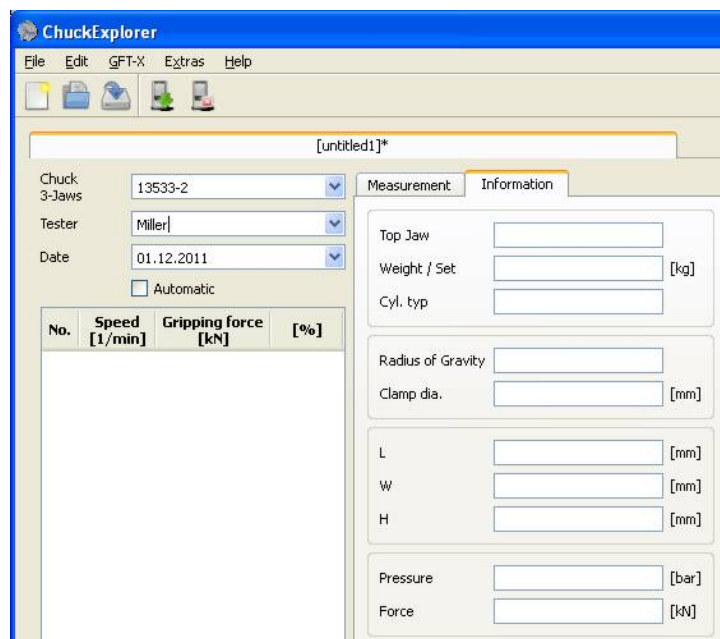 ChuckExplorer
File Edit GFT-X Extras Help
[untitled1]*
Chuck
3-Jaws
13533-2
Tester
Miller
Date
01.12.2011
Automatic
No. Speed [1/min] Gripping force [kN] [%]
Measurement Information
Top Jaw
Weight / Set [kg]
Cyl. typ
Radius of Gravity
Clamp dia. [mm]
L [mm]
W [mm]
H [mm]
Pressure [bar]
Force [kN]